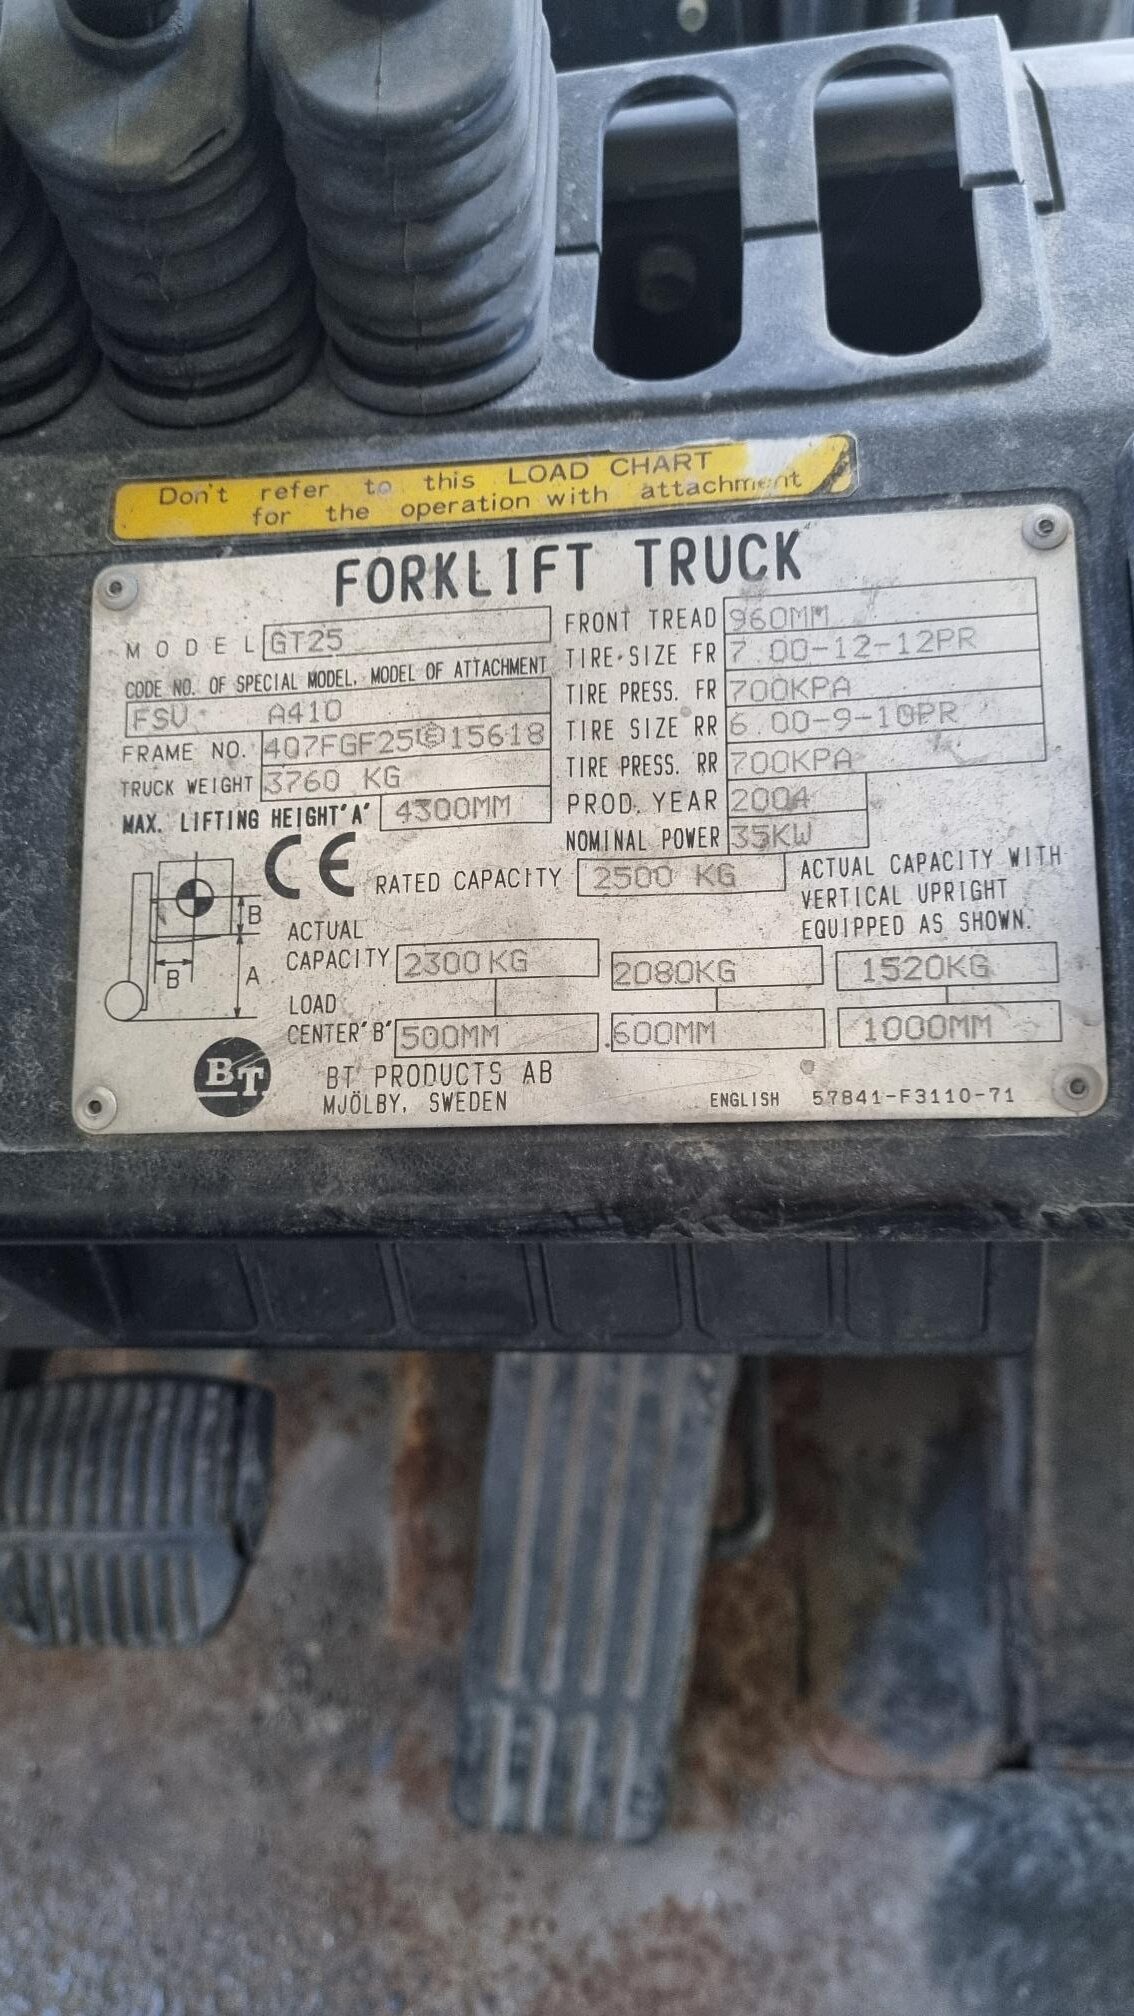 Don't refer to this LOAD CHART
for the operation with attachment
FORKLIFT TRUCK
MODEL GT25
CODE NO. OF SPECIAL MODEL, MODEL OF ATTACHMENT
FSV A410
FRAME NO. 407FGF25 E 15618
TRUCK WEIGHT 3760 KG
MAX. LIFTING HEIGHT'A' 4300MM
FRONT TREAD 960MM
TIRE SIZE FR 7.00-12-12PR
TIRE PRESS. FR 700KPA
TIRE SIZE RR 6.00-9-10PR
TIRE PRESS. RR 700KPA
PROD. YEAR 2004
NOMINAL POWER 35KW
CE RATED CAPACITY 2500 KG
ACTUAL CAPACITY WITH
VERTICAL UPRIGHT
EQUIPPED AS SHOWN.
B
B
A
ACTUAL
CAPACITY 2300KG 2080KG 1520KG
LOAD
CENTER'B' 500MM 600MM 1000MM
BT
BT PRODUCTS AB
MJÖLBY, SWEDEN
ENGLISH 57841-F3110-71